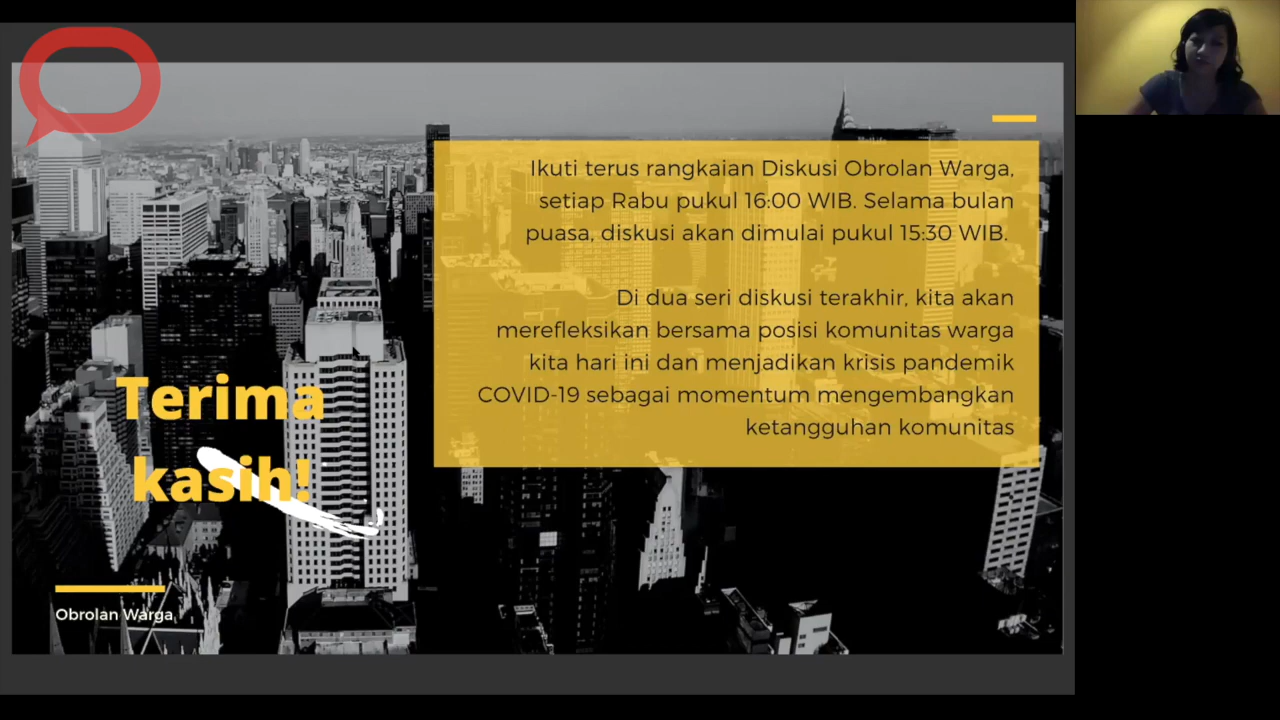 Ikuti terus rangkaian Diskusi Obrolan Warga,
setiap Rabu pukul 16:00 WIB. Selama bulan
puasa, diskusi akan dimulai pukul 15:30 WIB.
Di dua seri diskusi terakhir, kita akan
merefleksikan bersama posisi komunitas warga
kita hari ini dan menjadikan krisis pandemik
COVID-19 sebagai momentum mengembangkan
ketangguhan komunitas
Terima
kasih!
Obrolan Warga